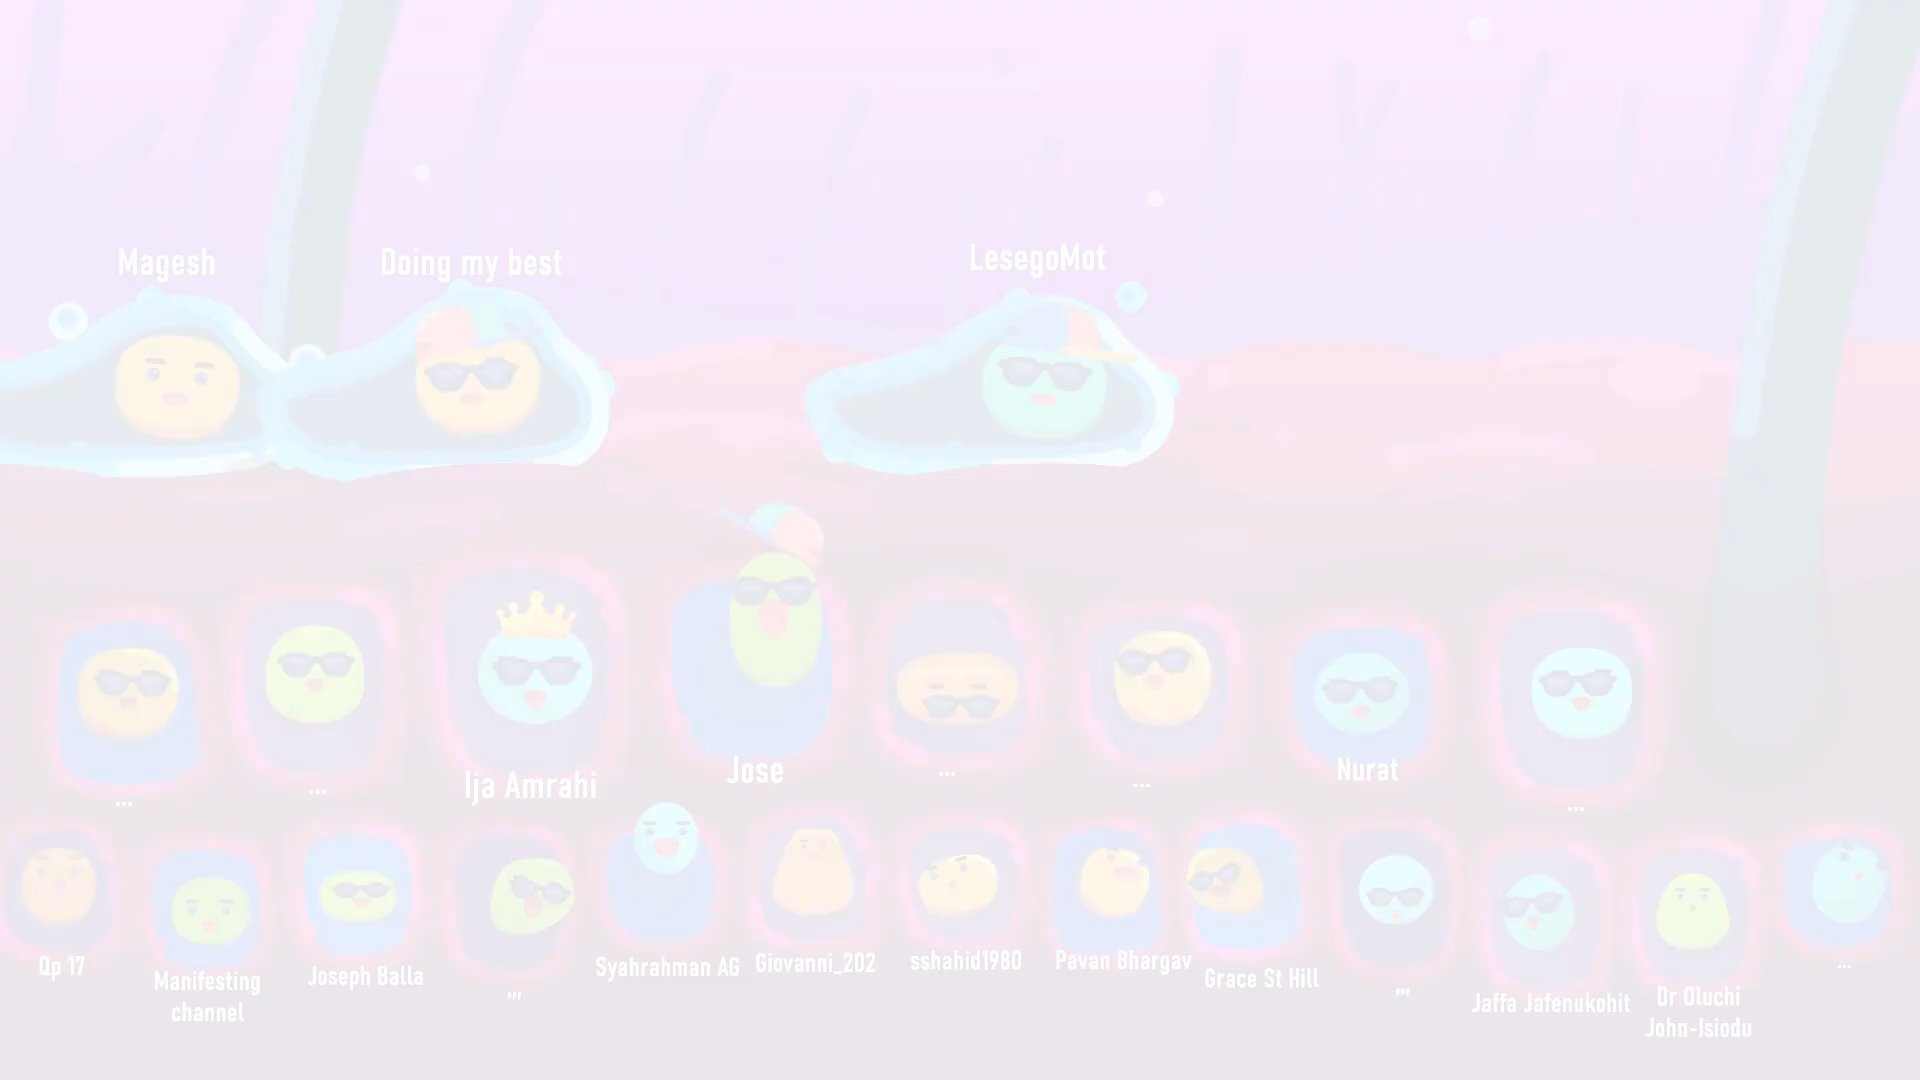 Magesh
Doing my best
LesegoMot
Ija Amrahi
Jose
...
...
Nurat
...
...
...
Qp 17
Manifesting
channel
Joseph Balla
,,,
Syahrahman AG
Giovanni_202
sshahid1980
Pavan Bhargav
Grace St Hill
,,,
Jaffa Jafenukohit
Dr Oluchi
John-Isiodu
...